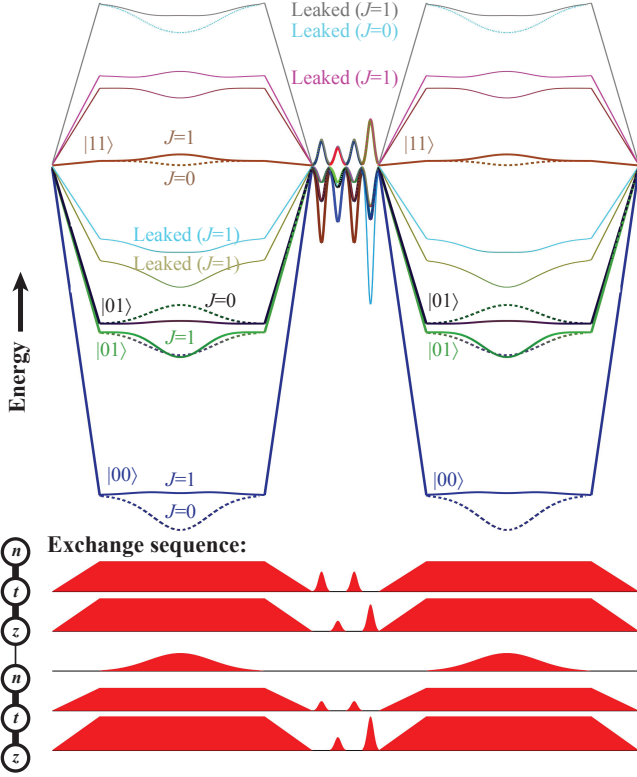 Leaked (J=1)
Leaked (J=0)
Leaked (J=1)
|11⟩
J=1
J=0
|11⟩
Leaked (J=1)
Leaked (J=1)
|01⟩
J=0
|01⟩
J=1
|01⟩
|01⟩
|00⟩
J=1
J=0
|00⟩
Energy
Exchange sequence:
n
t
z
n
t
z